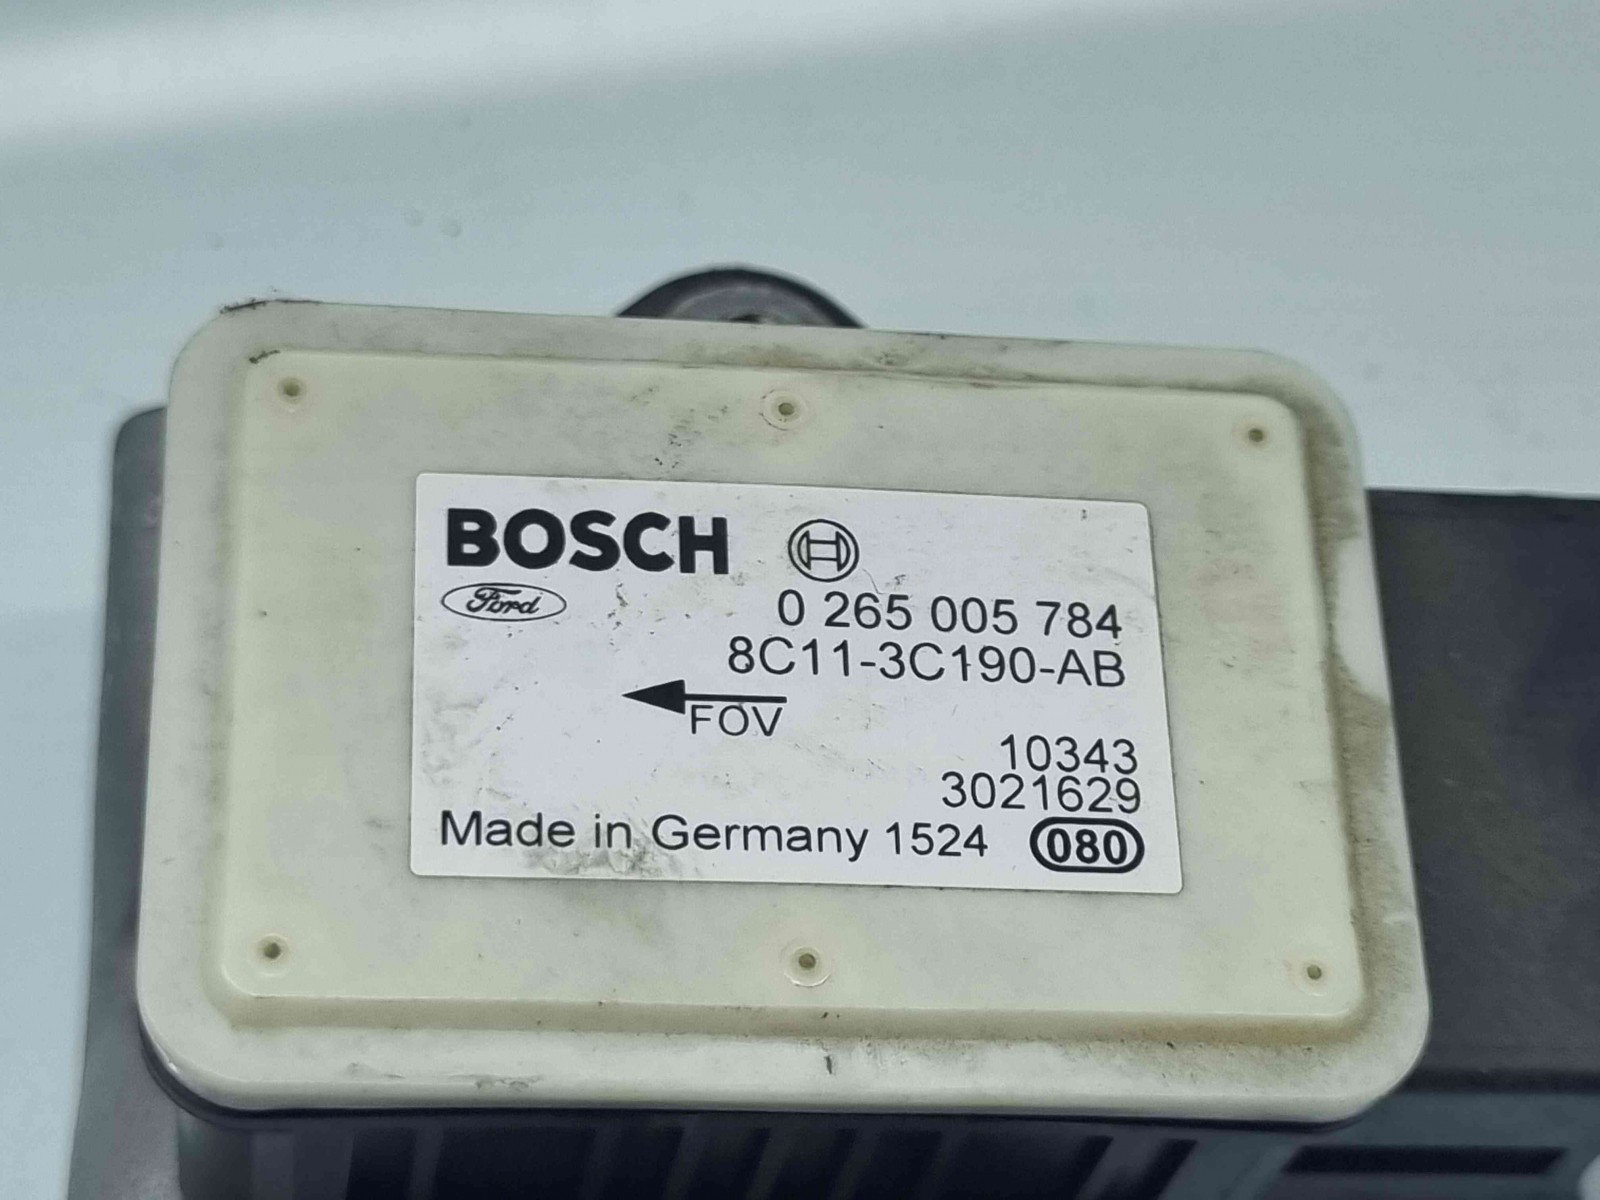 BOSCH
Ford
0 265 005 784
8C11-3C190-AB
FOV
10343
3021629
Made in Germany 1524 080